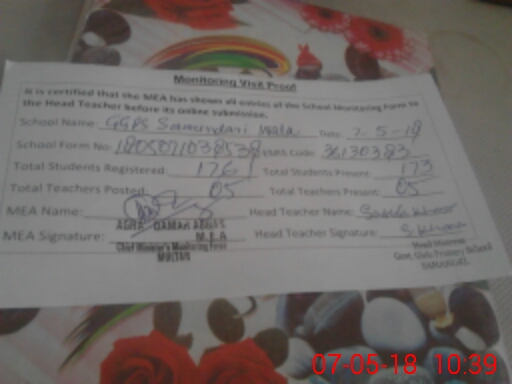 Monitoring Visit Proof
It is certified that the MEA has shown all entries of the School Monitoring Form to
the Head Teacher before its online submission.
School Name: GGPS Samundari Wala Date: 7-5-18
School Form No: EMIS Code: 36130383
Total Students Registered: 176 Total Students Present: 173
Total Teachers Posted: 05 Total Teachers Present: 05
MEA Name: Head Teacher Name:
AGHA ABBAS
MEA Signature: M.E.A Head Teacher Signature:
Chief Minister's Monitoring Force
MULTAN
Head Mistress
Govt. Girls Primary School
07-05-18 10:39